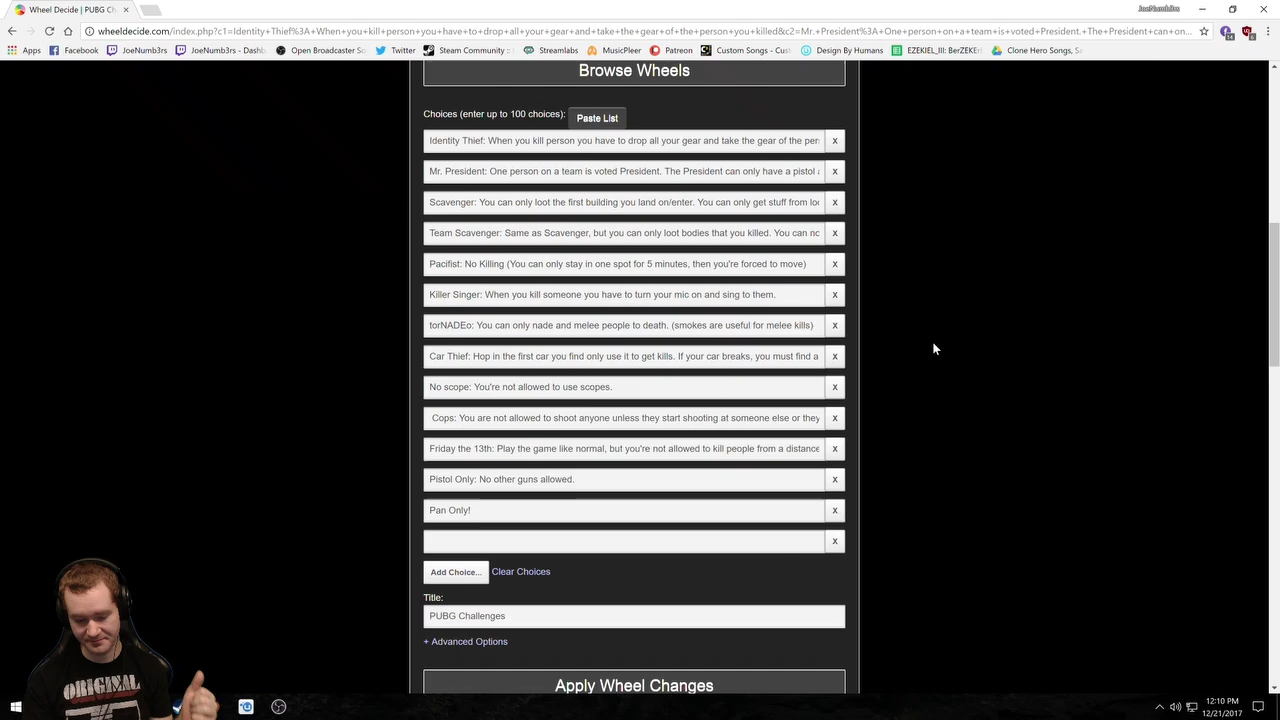 Wheel Decide | PUBG Ch
JoeNumb3rs
wheeldecide.com/index.php?c1=Identity+Thief%3A+When+you+kill+person+you+have+to+drop+all+your+gear+and+take+the+gear+of+the+person+you+killed&c2=Mr.+President%3A+One+person+on+a+team+is+voted+President.+The+President+can+on...
Apps Facebook JoeNumb3rs JoeNumb3rs - Dashb Open Broadcaster So Twitter Steam Community :: Streamlabs MusicPleer Patreon Custom Songs - Cust Design By Humans EZEKIEL_III: BerZEKEr Clone Hero Songs, Se
Browse Wheels
Choices (enter up to 100 choices): Paste List
Identity Thief: When you kill person you have to drop all your gear and take the gear of the per x
Mr. President: One person on a team is voted President. The President can only have a pistol x
Scavenger: You can only loot the first building you land on/enter. You can only get stuff from loo x
Team Scavenger: Same as Scavenger, but you can only loot bodies that you killed. You can no x
Pacifist: No Killing (You can only stay in one spot for 5 minutes, then you're forced to move) x
Killer Singer: When you kill someone you have to turn your mic on and sing to them. x
torNADEo: You can only nade and melee people to death. (smokes are useful for melee kills) x
Car Thief: Hop in the first car you find only use it to get kills. If your car breaks, you must find a x
No scope: You're not allowed to use scopes. x
Cops: You are not allowed to shoot anyone unless they start shooting at someone else or they x
Friday the 13th: Play the game like normal, but you're not allowed to kill people from a distance x
Pistol Only: No other guns allowed. x
Pan Only! x
x
Add Choice... Clear Choices
Title:
PUBG Challenges
+ Advanced Options
Apply Wheel Changes
ORIGINAL
12:10 PM
12/21/2017